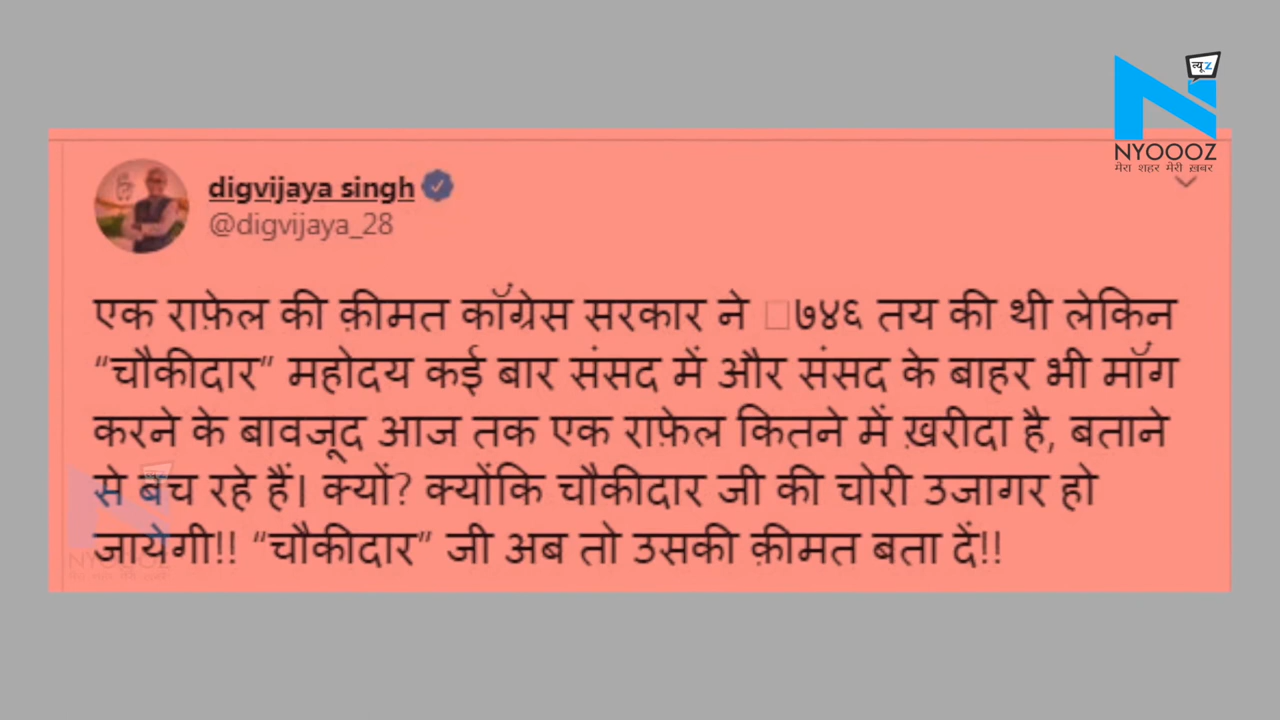 न्यूz
NYOOOZ
मेरा शहर मेरी ख़बर
digvijaya singh
@digvijaya_28
एक राफ़ेल की क़ीमत कॉंग्रेस सरकार ने □७४६ तय की थी लेकिन
“चौकीदार” महोदय कई बार संसद में और संसद के बाहर भी मॉंग
करने के बावजूद आज तक एक राफ़ेल कितने में ख़रीदा है, बताने
से बच रहे हैं। क्यों? क्योंकि चौकीदार जी की चोरी उजागर हो
जायेगी!! “चौकीदार” जी अब तो उसकी क़ीमत बता दें!!
NYOOOZ